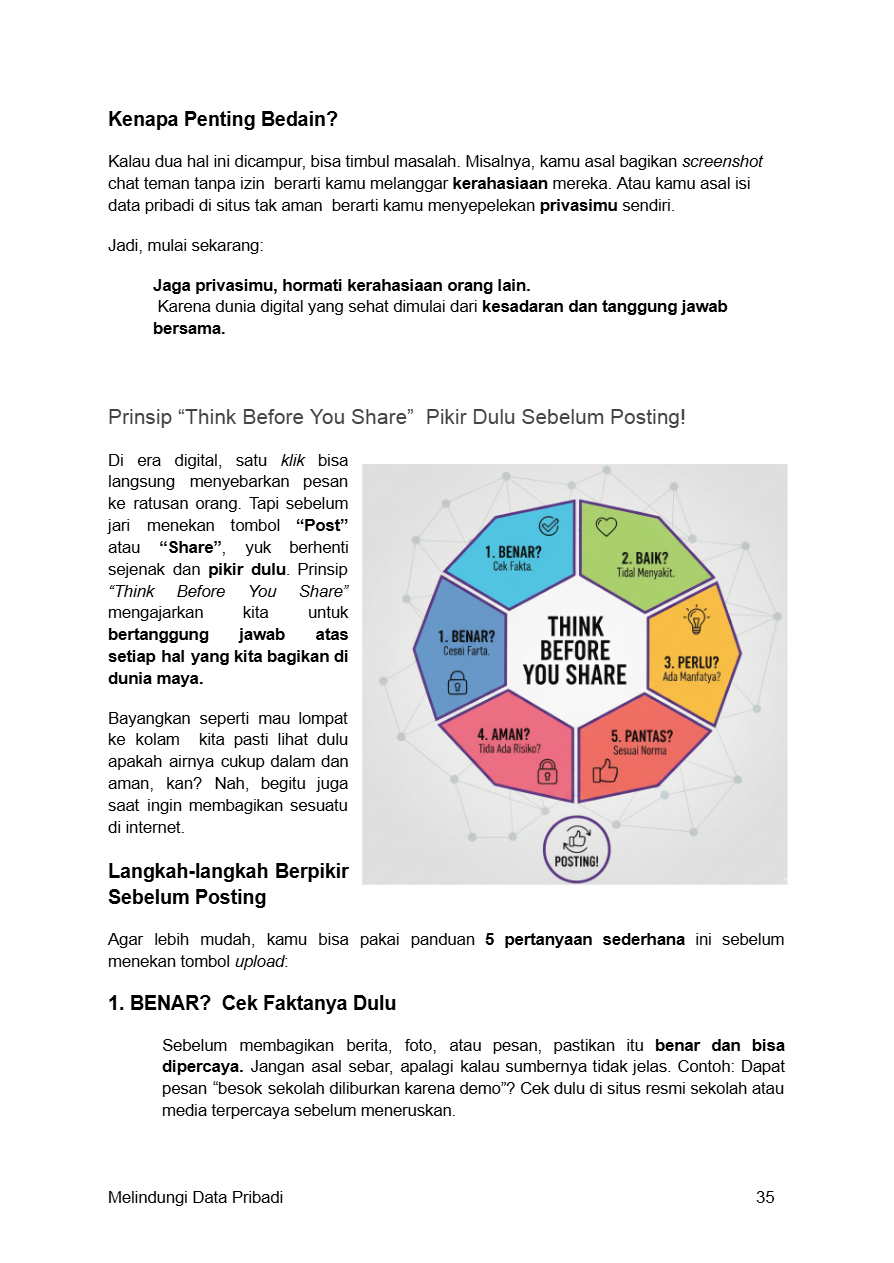 Kenapa Penting Bedain?
Kalau dua hal ini dicampur, bisa timbul masalah. Misalnya, kamu asal bagikan screenshot
chat teman tanpa izin  berarti kamu melanggar kerahasiaan mereka. Atau kamu asal isi
data pribadi di situs tak aman  berarti kamu menyepelekan privasimu sendiri.
Jadi, mulai sekarang:
Jaga privasimu, hormati kerahasiaan orang lain.
Karena dunia digital yang sehat dimulai dari kesadaran dan tanggung jawab
bersama.
Prinsip “Think Before You Share”  Pikir Dulu Sebelum Posting!
Di era digital, satu klik bisa
langsung menyebarkan pesan
ke ratusan orang. Tapi sebelum
jari menekan tombol “Post”
atau “Share”, yuk berhenti
sejenak dan pikir dulu. Prinsip
“Think Before You Share”
mengajarkan kita untuk
bertanggung jawab atas
setiap hal yang kita bagikan di
dunia maya.
Bayangkan seperti mau lompat
ke kolam  kita pasti lihat dulu
apakah airnya cukup dalam dan
aman, kan? Nah, begitu juga
saat ingin membagikan sesuatu
di internet.
1. BENAR?
Cek Fakta.
2. BAIK?
Tidal Menyakit.
1. BENAR?
Cesei Farta.
THINK
BEFORE
YOU SHARE
3. PERLU?
Ada Manfatya?
4. AMAN?
Tida Ada Risiko?
5. PANTAS?
Sesuai Norma
POSTING!
Langkah-langkah Berpikir
Sebelum Posting
Agar lebih mudah, kamu bisa pakai panduan 5 pertanyaan sederhana ini sebelum
menekan tombol upload:
1. BENAR?  Cek Faktanya Dulu
Sebelum membagikan berita, foto, atau pesan, pastikan itu benar dan bisa
dipercaya. Jangan asal sebar, apalagi kalau sumbernya tidak jelas. Contoh: Dapat
pesan “besok sekolah diliburkan karena demo”? Cek dulu di situs resmi sekolah atau
media terpercaya sebelum meneruskan.
Melindungi Data Pribadi
35